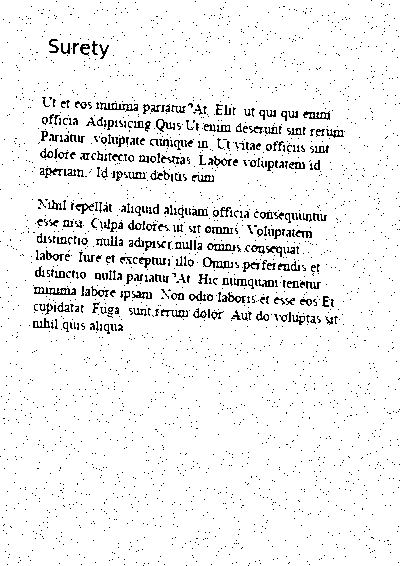 Surety
Ut et eos minima pariatur At. Elit, ut qui qui enim
officia. Adipisicing Quis Ut enim deserunt sint rerum
Pariatur, voluptate cumque in. Ut vitae officiis sint
dolore architecto molestias. Labore voluptatem id
aperiam. Id ipsum debitis eum
Nihil repellat, aliquid aliquam officia consequuntur
esse nisi. Culpa dolores ut sit omnis. Voluptatem
distinctio, nulla adipisci nulla omnis consequat
labore. Iure et excepturi illo. Omnis perferendis et
distinctio, nulla pariatur At. Hic numquam tenetur
minima labore ipsam. Non odio laboris et esse eos Et
cupidatat. Fuga, sunt rerum dolor. Aut do voluptas sit
nihil quis aliqua